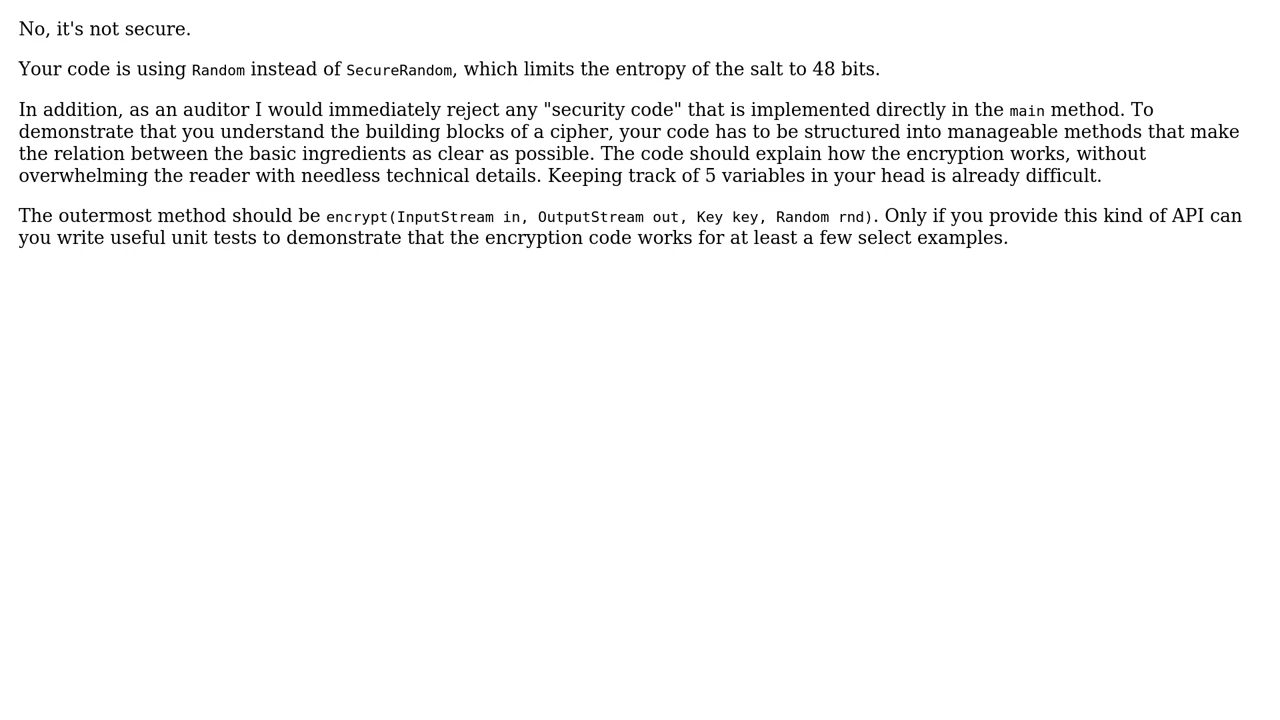 No, it's not secure.
Your code is using Random instead of SecureRandom, which limits the entropy of the salt to 48 bits.
In addition, as an auditor I would immediately reject any "security code" that is implemented directly in the main method. To
demonstrate that you understand the building blocks of a cipher, your code has to be structured into manageable methods that make
the relation between the basic ingredients as clear as possible. The code should explain how the encryption works, without
overwhelming the reader with needless technical details. Keeping track of 5 variables in your head is already difficult.
The outermost method should be encrypt(InputStream in, OutputStream out, Key key, Random rnd). Only if you provide this kind of API can
you write useful unit tests to demonstrate that the encryption code works for at least a few select examples.